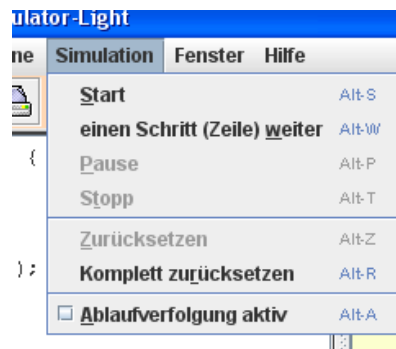 ulator-Light
ne Simulation Fenster Hilfe
Start Alt-S
einen Schritt (Zeile) weiter Alt-W
{
Pause Alt-P
Stopp Alt-T
Zurücksetzen Alt-Z
); Komplett zurücksetzen Alt-R
Ablaufverfolgung aktiv Alt-A